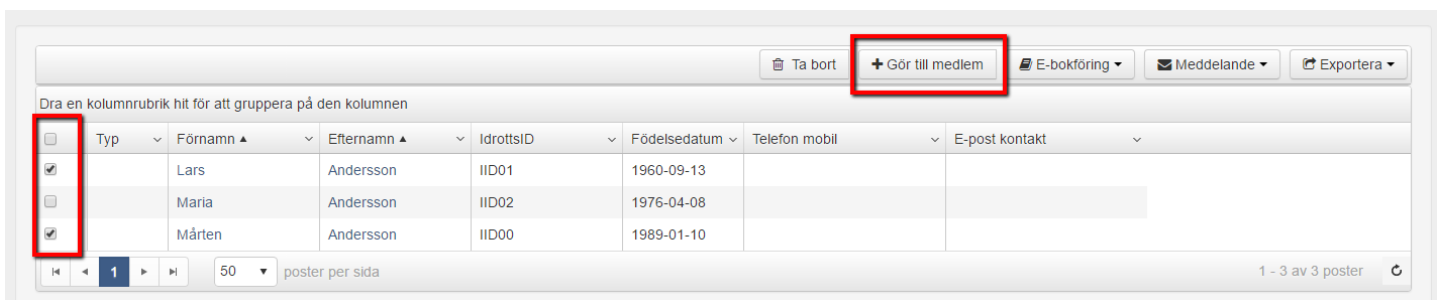 Ta bort Gör till medlem E-bokföring Meddelande Exportera
Dra en kolumnrubrik hit för att gruppera på den kolumnen
Typ Förnamn Efternamn IdrottsID Födelsedatum Telefon mobil E-post kontakt
Lars Andersson IID01 1960-09-13
Maria Andersson IID02 1976-04-08
Mårten Andersson IID00 1989-01-10
1 50 poster per sida 1 - 3 av 3 poster